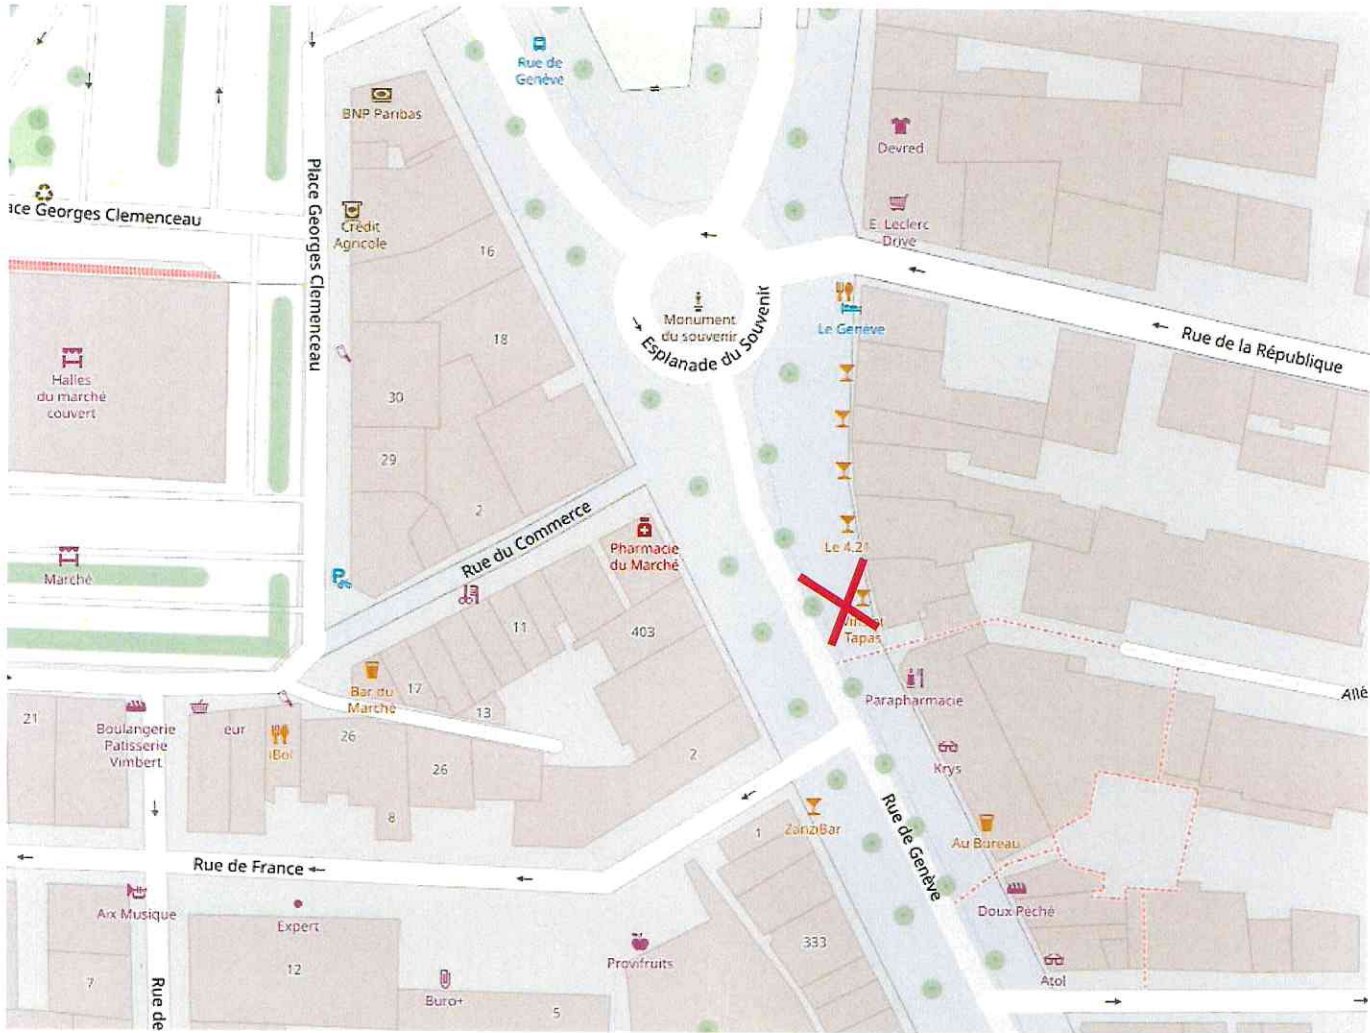 Rue de
Genève
BNP Paribas
Devred
ace Georges Clemenceau
Place Georges Clemenceau
Crédit
Agricole
16
E. Leclerc
Drive
Monument
du souvenir
Esplanade du Souvenir
Le Genève
Rue de la République
18
Halles
du marché
couvert
30
29
2
Rue du Commerce
Pharmacie
du Marché
Le 4.21
Marché
P
11
403
Tapas
Bar du
Marché
17
13
Parapharmacie
Allé
21
Boulangerie
Patisserie
Vimbert
eur
iBol
26
26
2
Krys
8
1
ZanziBar
Rue de Genève
Au Bureau
Rue de France
Aix Musique
Expert
Doux Péché
12
333
Provifruits
7
Rue de
Buro+
5
Atol